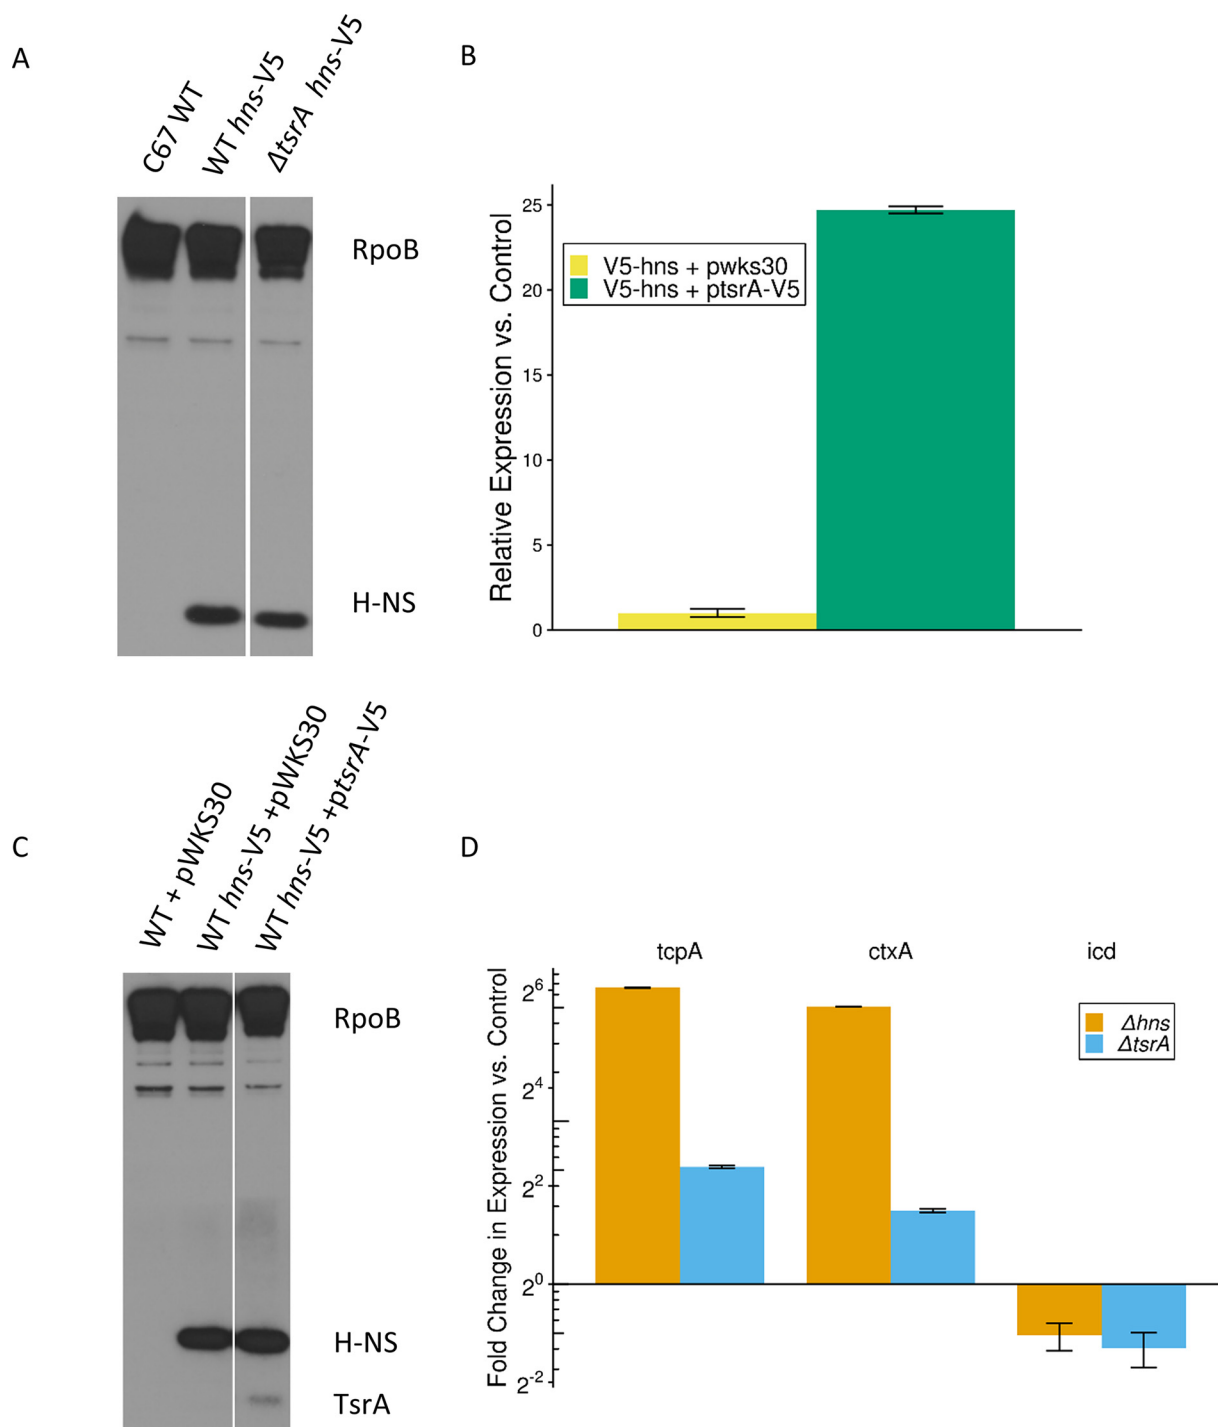 A
C67 WT
WT hns-V5
ΔtsrA hns-V5
RpoB
H-NS
B
Relative Expression vs. Control
25
20
15
10
5
0
V5-hns + pwks30
V5-hns + ptsrA-V5
C
WT + pWKS30
WT hns-V5 +pWKS30
WT hns-V5 +ptsrA-V5
RpoB
H-NS
TsrA
D
tcpA
ctxA
icd
Fold Change in Expression vs. Control
2⁶
2⁴
2²
2⁰
2⁻²
Δhns
ΔtsrA